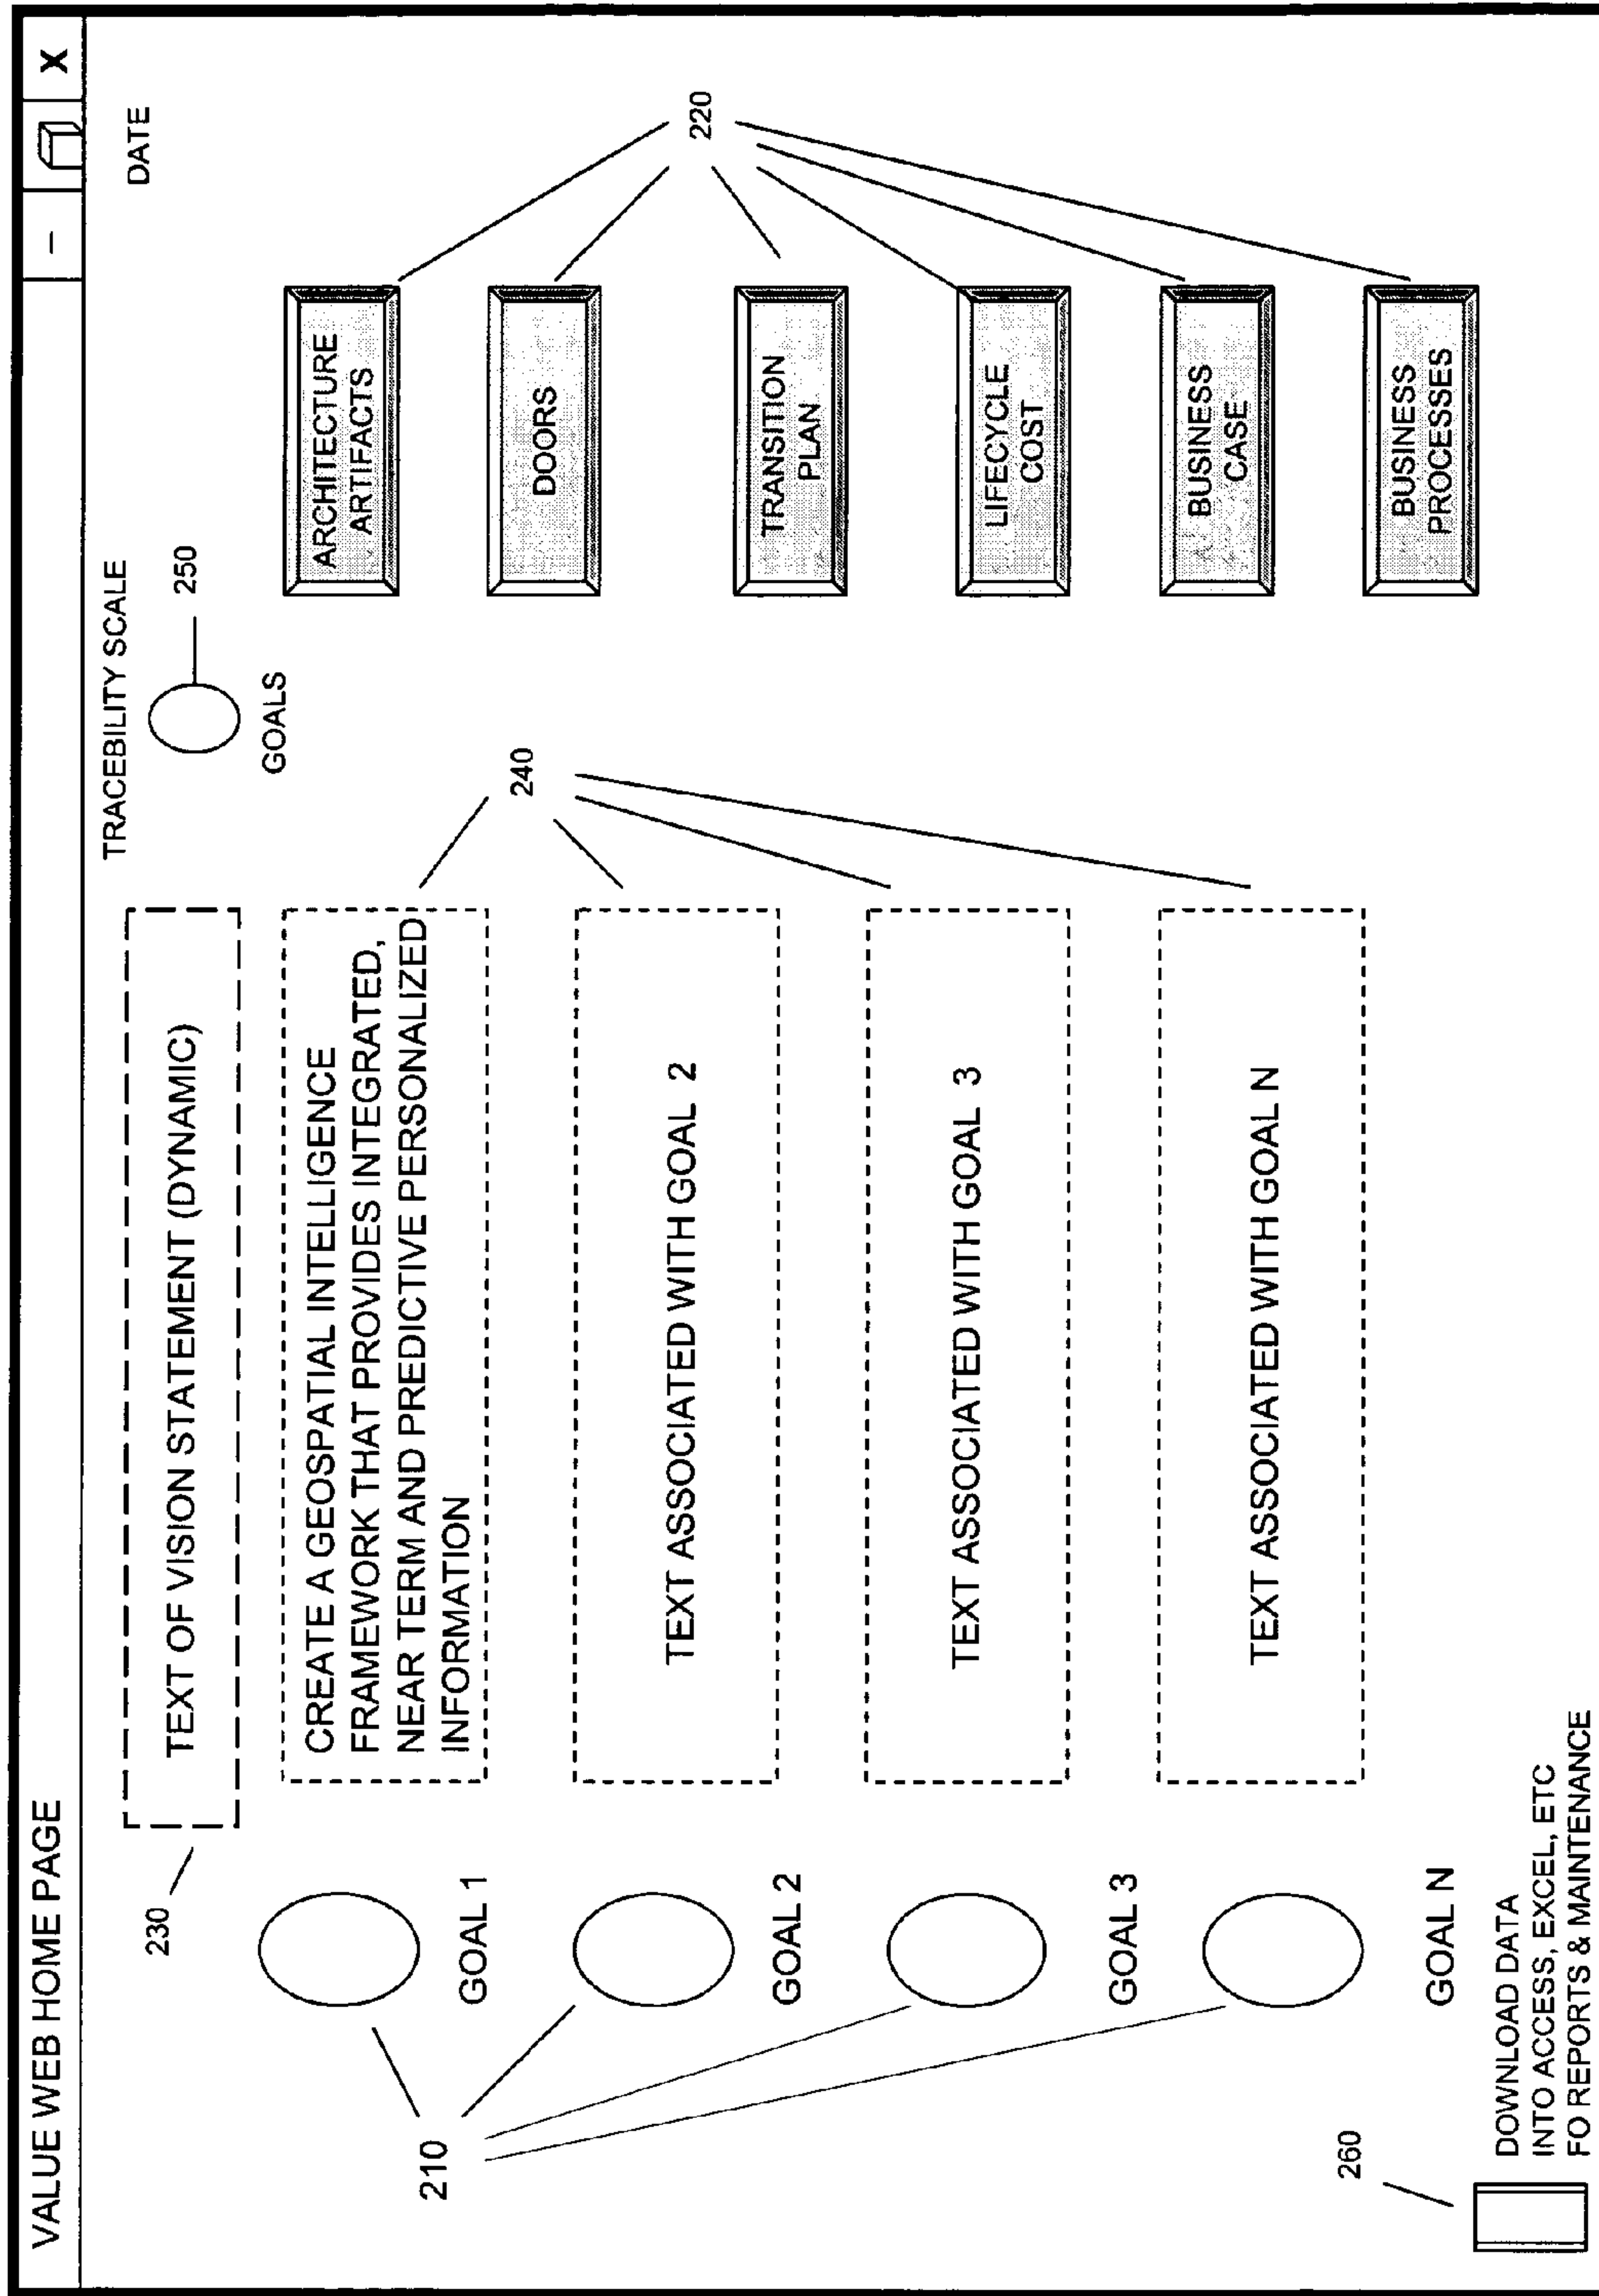 VALUE WEB HOME PAGE
–
X
DATE
TRACEBILITY SCALE
250
GOALS
230
TEXT OF VISION STATEMENT (DYNAMIC)
210
GOAL 1
CREATE A GEOSPATIAL INTELLIGENCE
FRAMEWORK THAT PROVIDES INTEGRATED,
NEAR TERM AND PREDICTIVE PERSONALIZED
INFORMATION
240
GOAL 2
TEXT ASSOCIATED WITH GOAL 2
GOAL 3
TEXT ASSOCIATED WITH GOAL 3
GOAL N
TEXT ASSOCIATED WITH GOAL N
220
ARCHITECTURE
ARTIFACTS
DOORS
TRANSITION
PLAN
LIFECYCLE
COST
BUSINESS
CASE
BUSINESS
PROCESSES
260
DOWNLOAD DATA
INTO ACCESS, EXCEL, ETC
FO REPORTS & MAINTENANCE